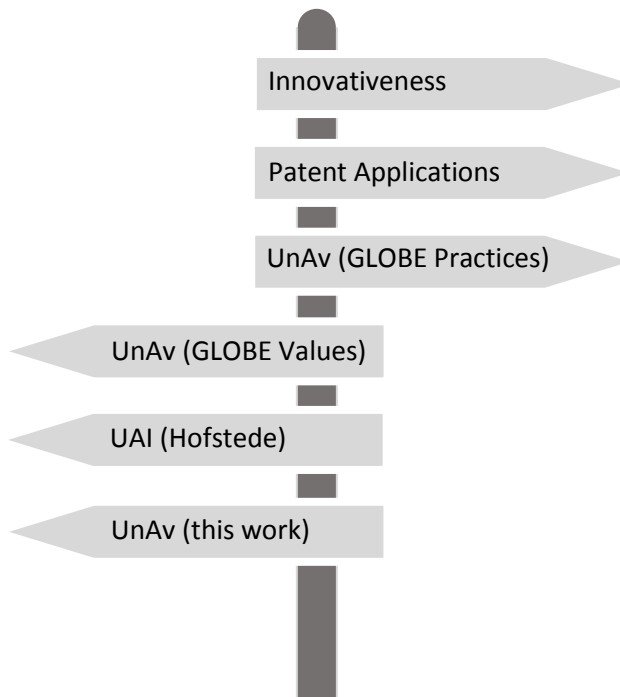 Innovativeness
Patent Applications
UnAv (GLOBE Practices)
UnAv (GLOBE Values)
UAI (Hofstede)
UnAv (this work)